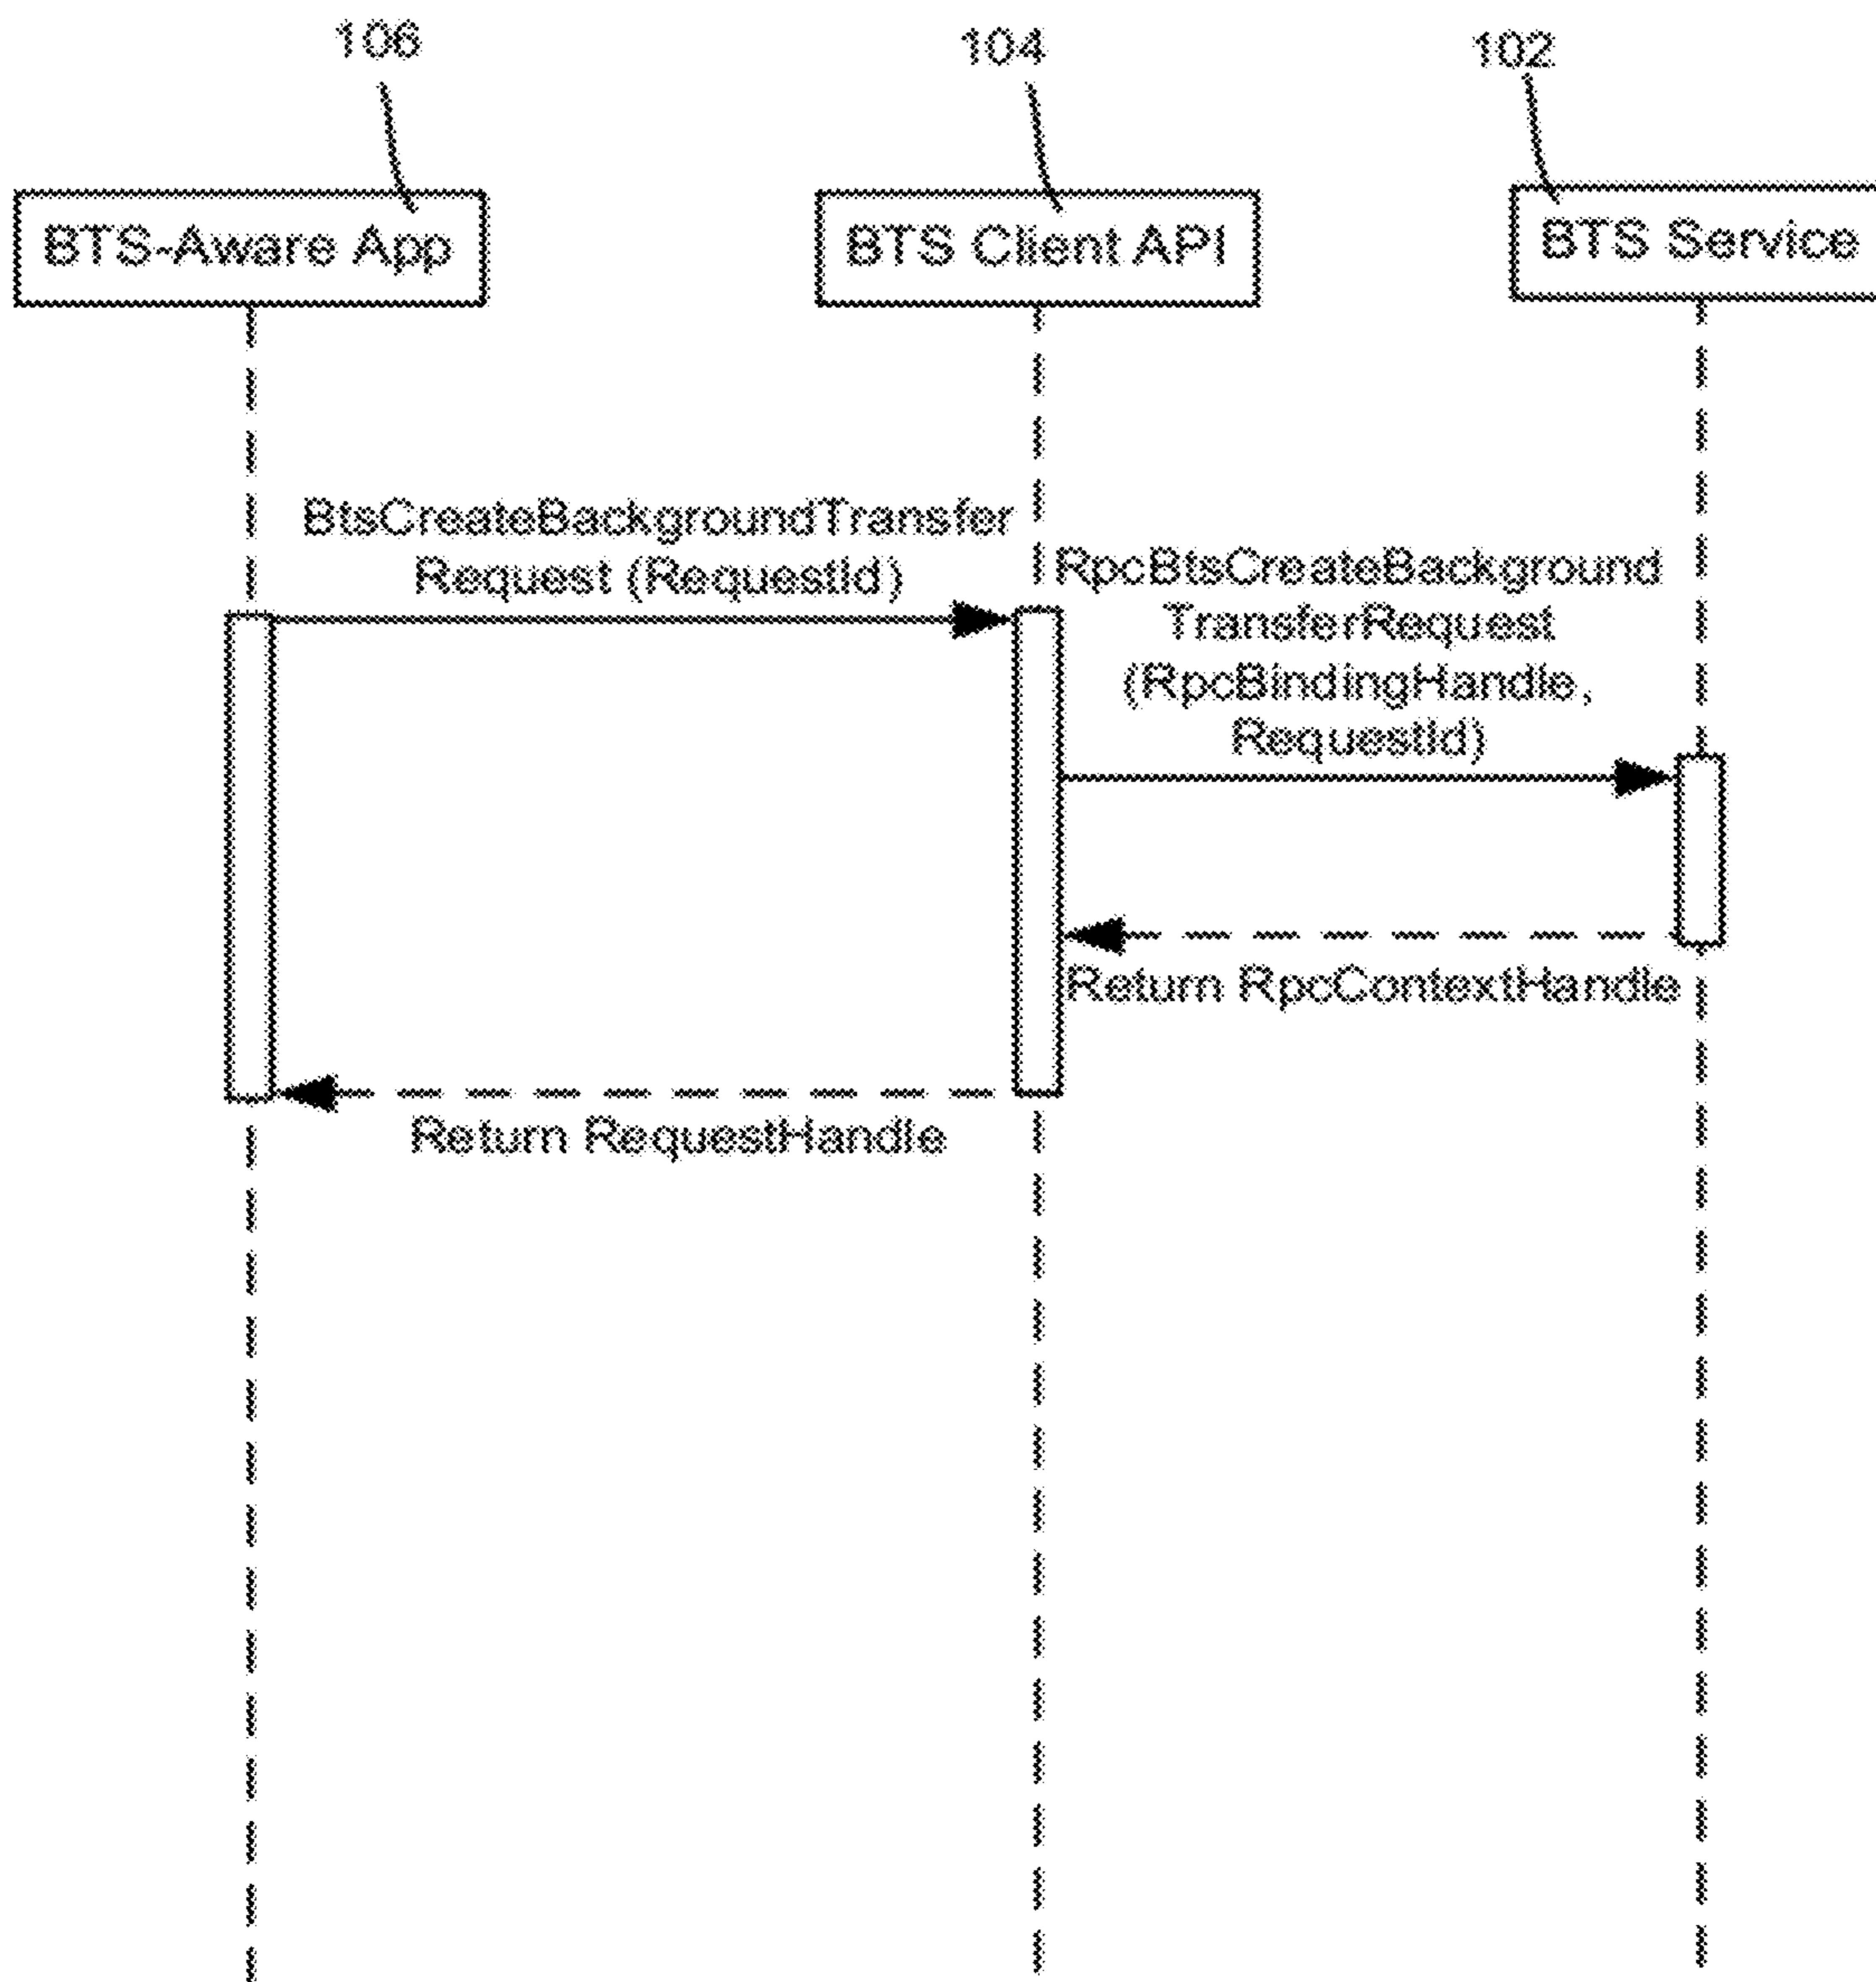 106
104
102
BTS-Aware App
BTS Client API
BTS Service
BtsCreateBackgroundTransfer
Request (RequestId)
RpcBtsCreateBackground
TransferRequest
(RpcBindingHandle,
RequestId)
Return RpcContextHandle
Return RequestHandle